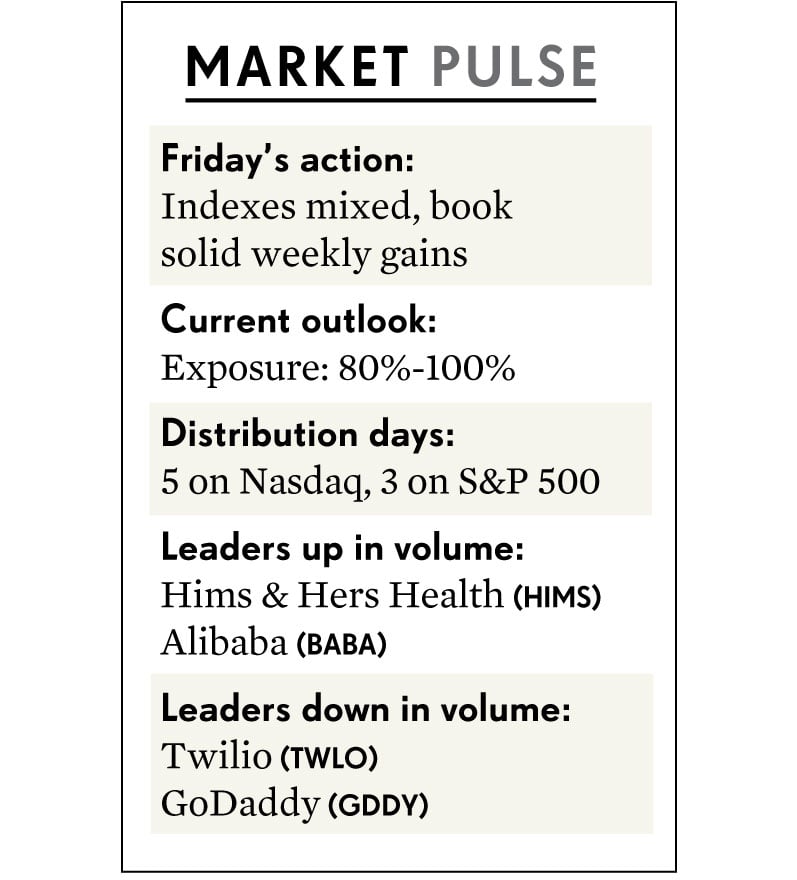 MARKET PULSE
Friday's action:
Indexes mixed, book
solid weekly gains
Current outlook:
Exposure: 80%-100%
Distribution days:
5 on Nasdaq, 3 on S&P 500
Leaders up in volume:
Hims & Hers Health (HIMS)
Alibaba (BABA)
Leaders down in volume:
Twilio (TWLO)
GoDaddy (GDDY)